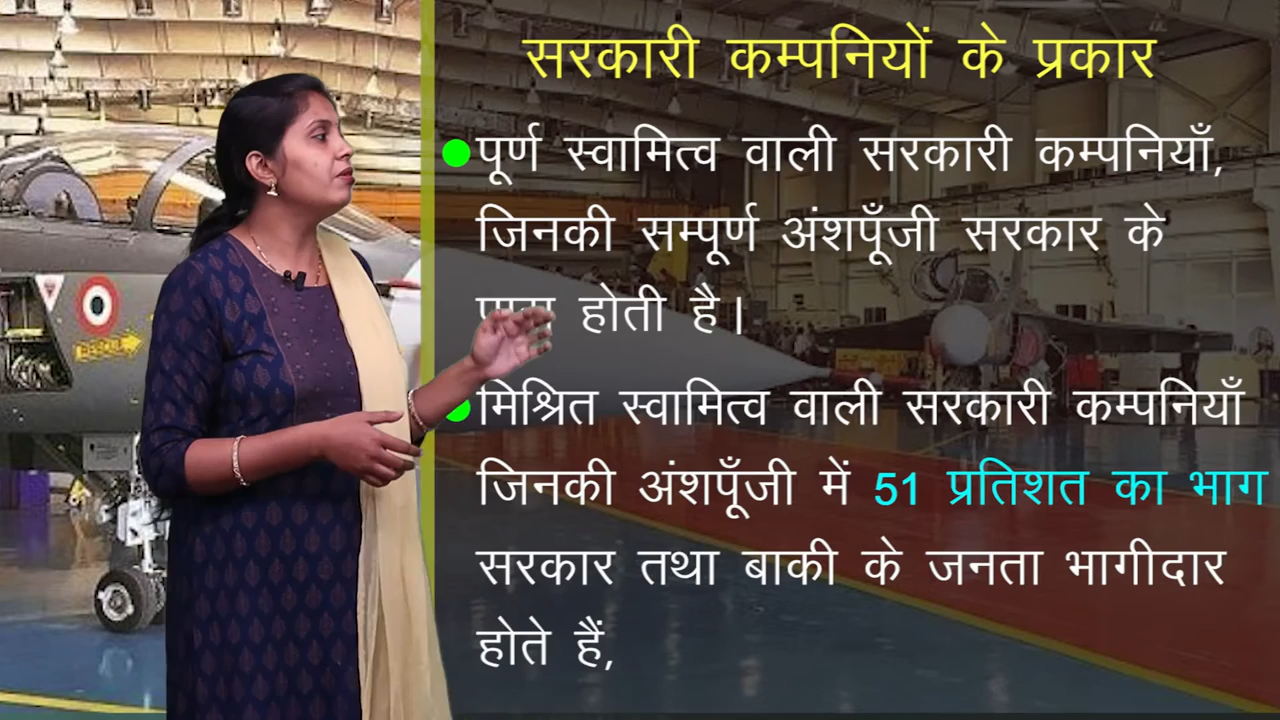 सरकारी कम्पनियों के प्रकार
पूर्ण स्वामित्व वाली सरकारी कम्पनियाँ,
जिनकी सम्पूर्ण अंशपूँजी सरकार के
होती है।
मिश्रित स्वामित्व वाली सरकारी कम्पनियाँ
जिनकी अंशपूँजी में 51 प्रतिशत का भाग
सरकार तथा बाकी के जनता भागीदार
होते हैं,
RESCUE